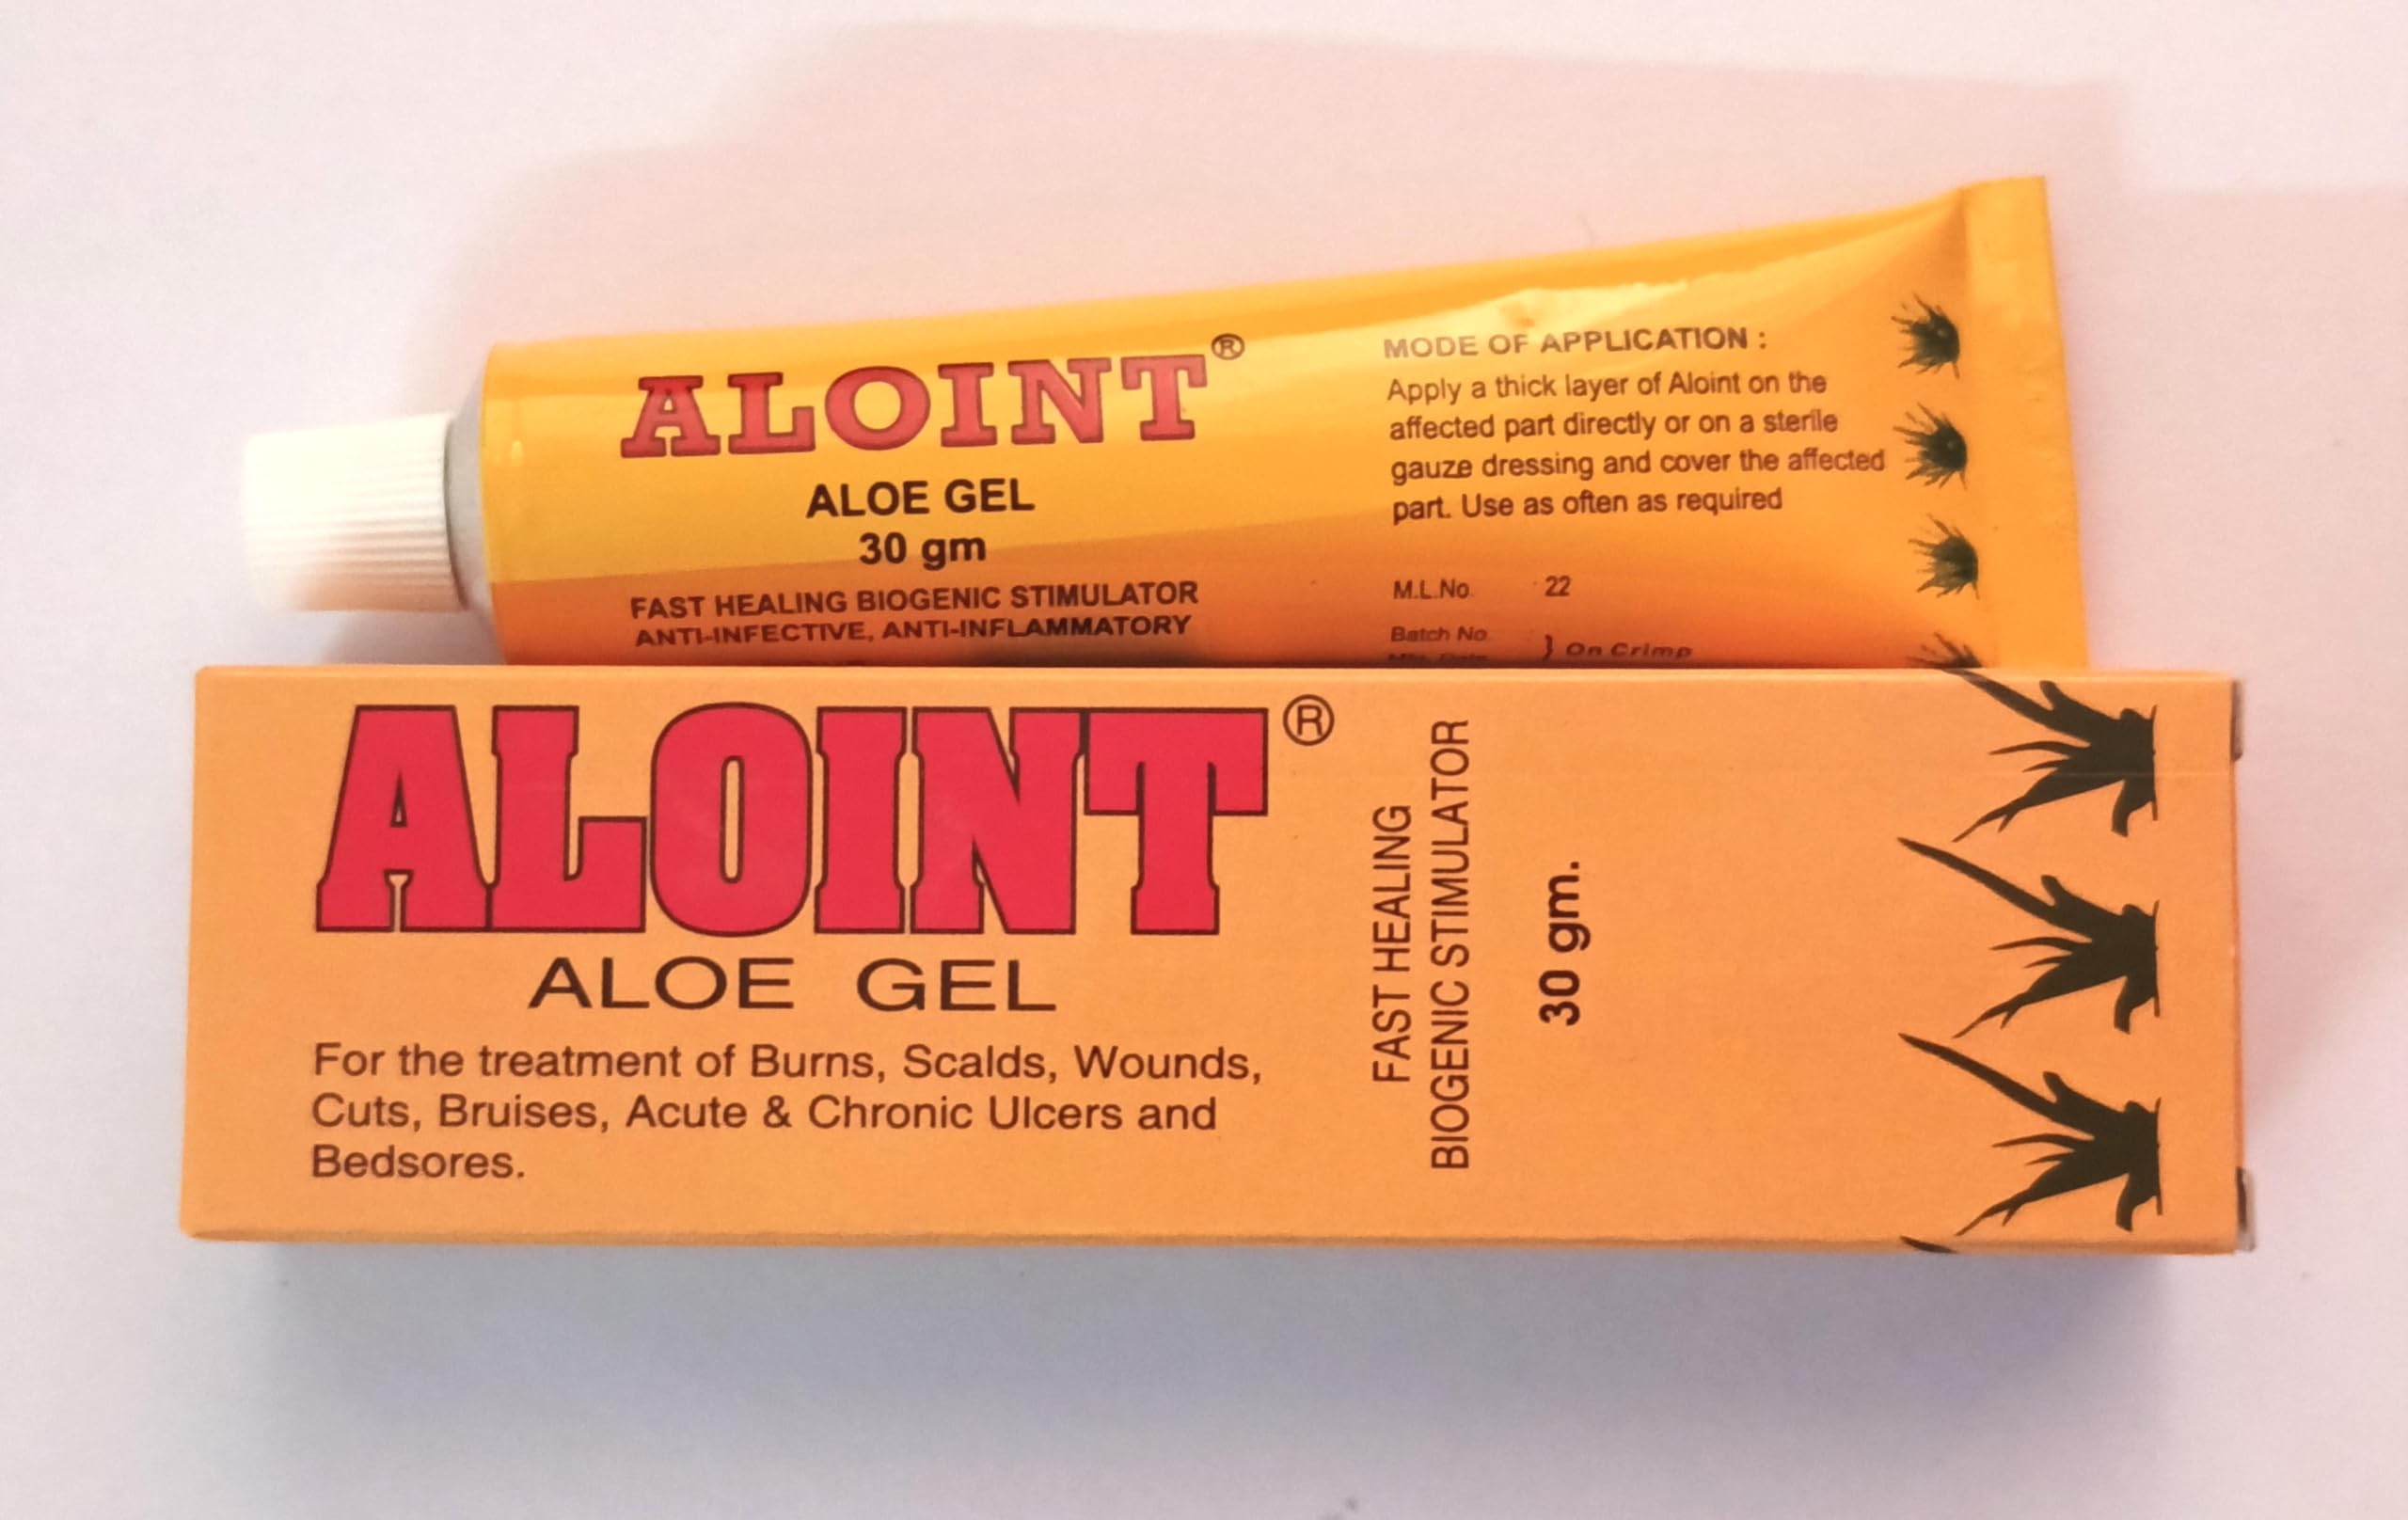 ALOINT®
ALOE GEL
30 gm
FAST HEALING BIOGENIC STIMULATOR
ANTI-INFECTIVE, ANTI-INFLAMMATORY
MODE OF APPLICATION :
Apply a thick layer of Aloint on the
affected part directly or on a sterile
gauze dressing and cover the affected
part. Use as often as required
M.L.No. 22
Batch No. } On Crimp
ALOINT®
ALOE GEL
For the treatment of Burns, Scalds, Wounds,
Cuts, Bruises, Acute & Chronic Ulcers and
Bedsores.
FAST HEALING
BIOGENIC STIMULATOR
30 gm.